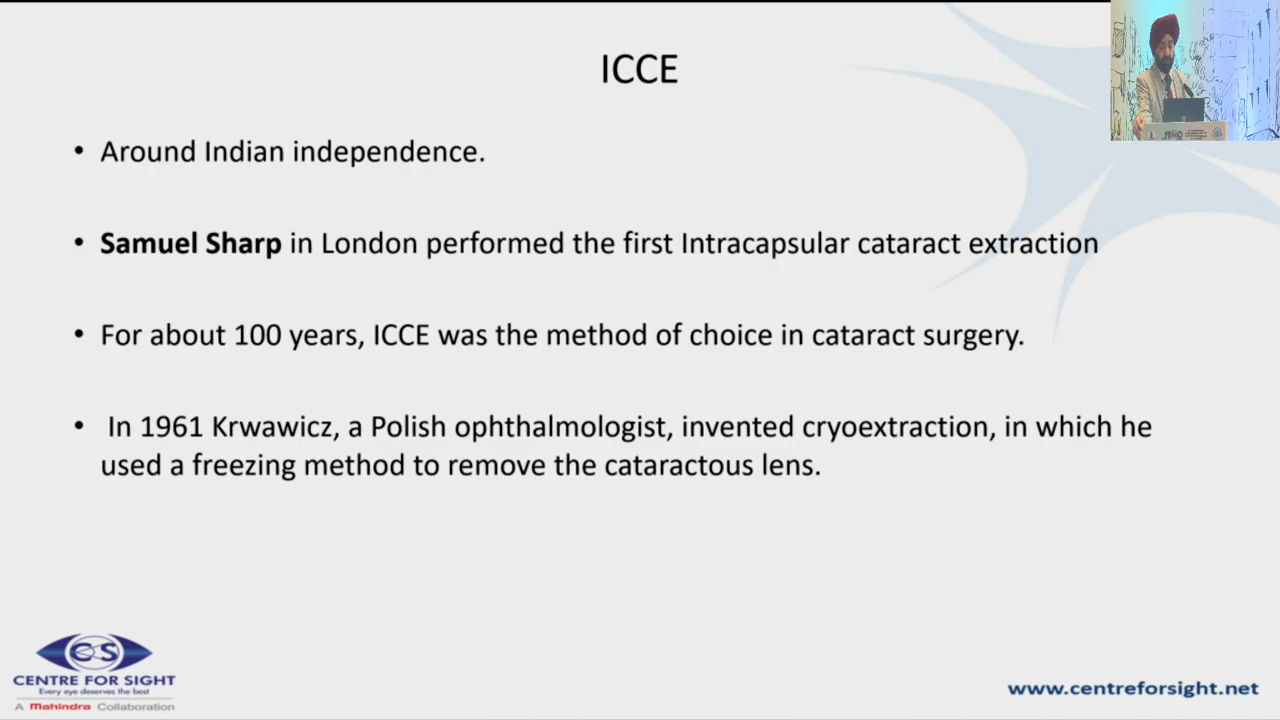 ICCE
• Around Indian independence.
• Samuel Sharp in London performed the first Intracapsular cataract extraction
• For about 100 years, ICCE was the method of choice in cataract surgery.
• In 1961 Krwawicz, a Polish ophthalmologist, invented cryoextraction, in which he
used a freezing method to remove the cataractous lens.
CS
CENTRE FOR SIGHT
Every eye deserves the best
A Mahindra Collaboration
www.centreforsight.net